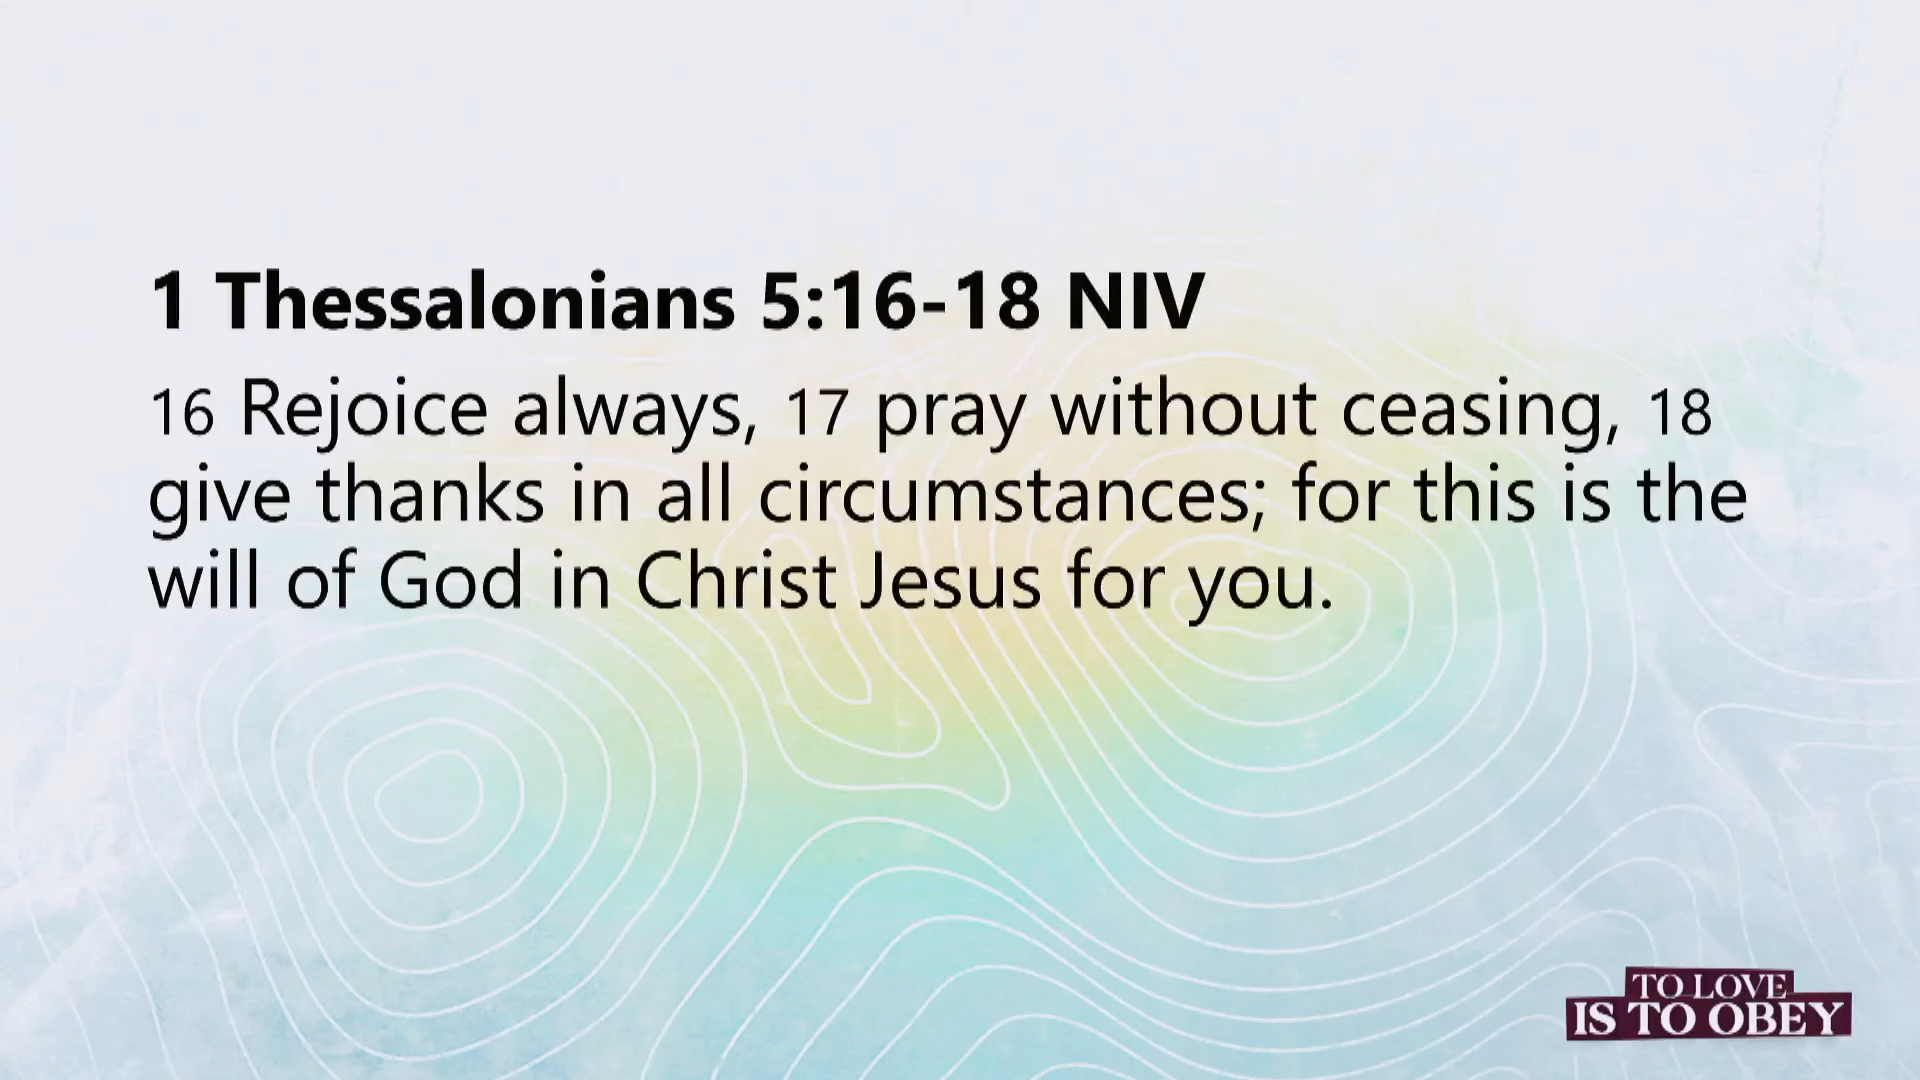 1 Thessalonians 5:16-18 NIV
16 Rejoice always, 17 pray without ceasing, 18
give thanks in all circumstances; for this is the
will of God in Christ Jesus for you.
TO LOVE
IS TO OBEY